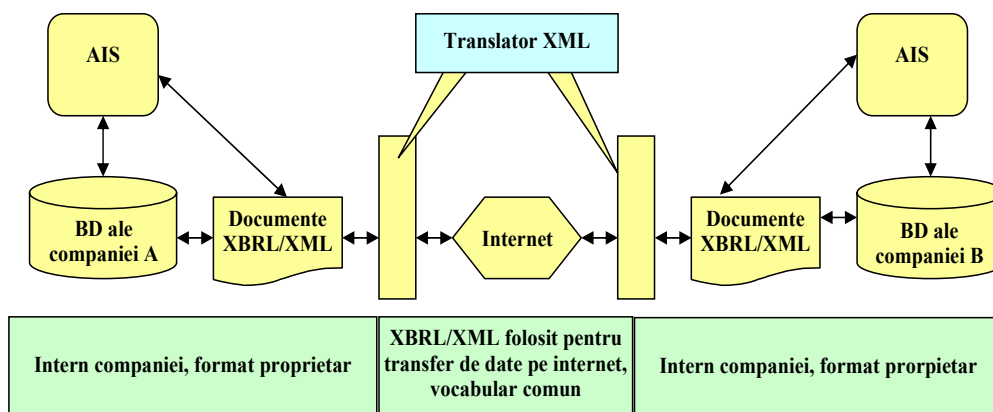 AIS
Translator XML
AIS
BD ale
companiei A
Documente
XBRL/XML
Internet
Documente
XBRL/XML
BD ale
companiei B
Intern companiei, format proprietar
XBRL/XML folosit pentru
transfer de date pe internet,
vocabular comun
Intern companiei, format prorpietar